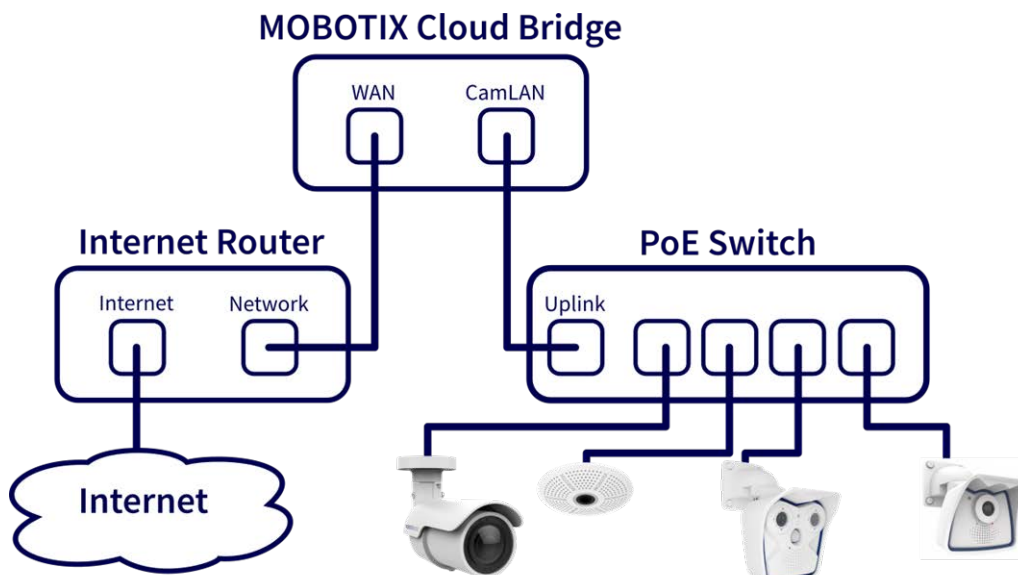 MOBOTIX Cloud Bridge
WAN
CamLAN
Internet Router
Internet
Network
PoE Switch
Uplink
Internet